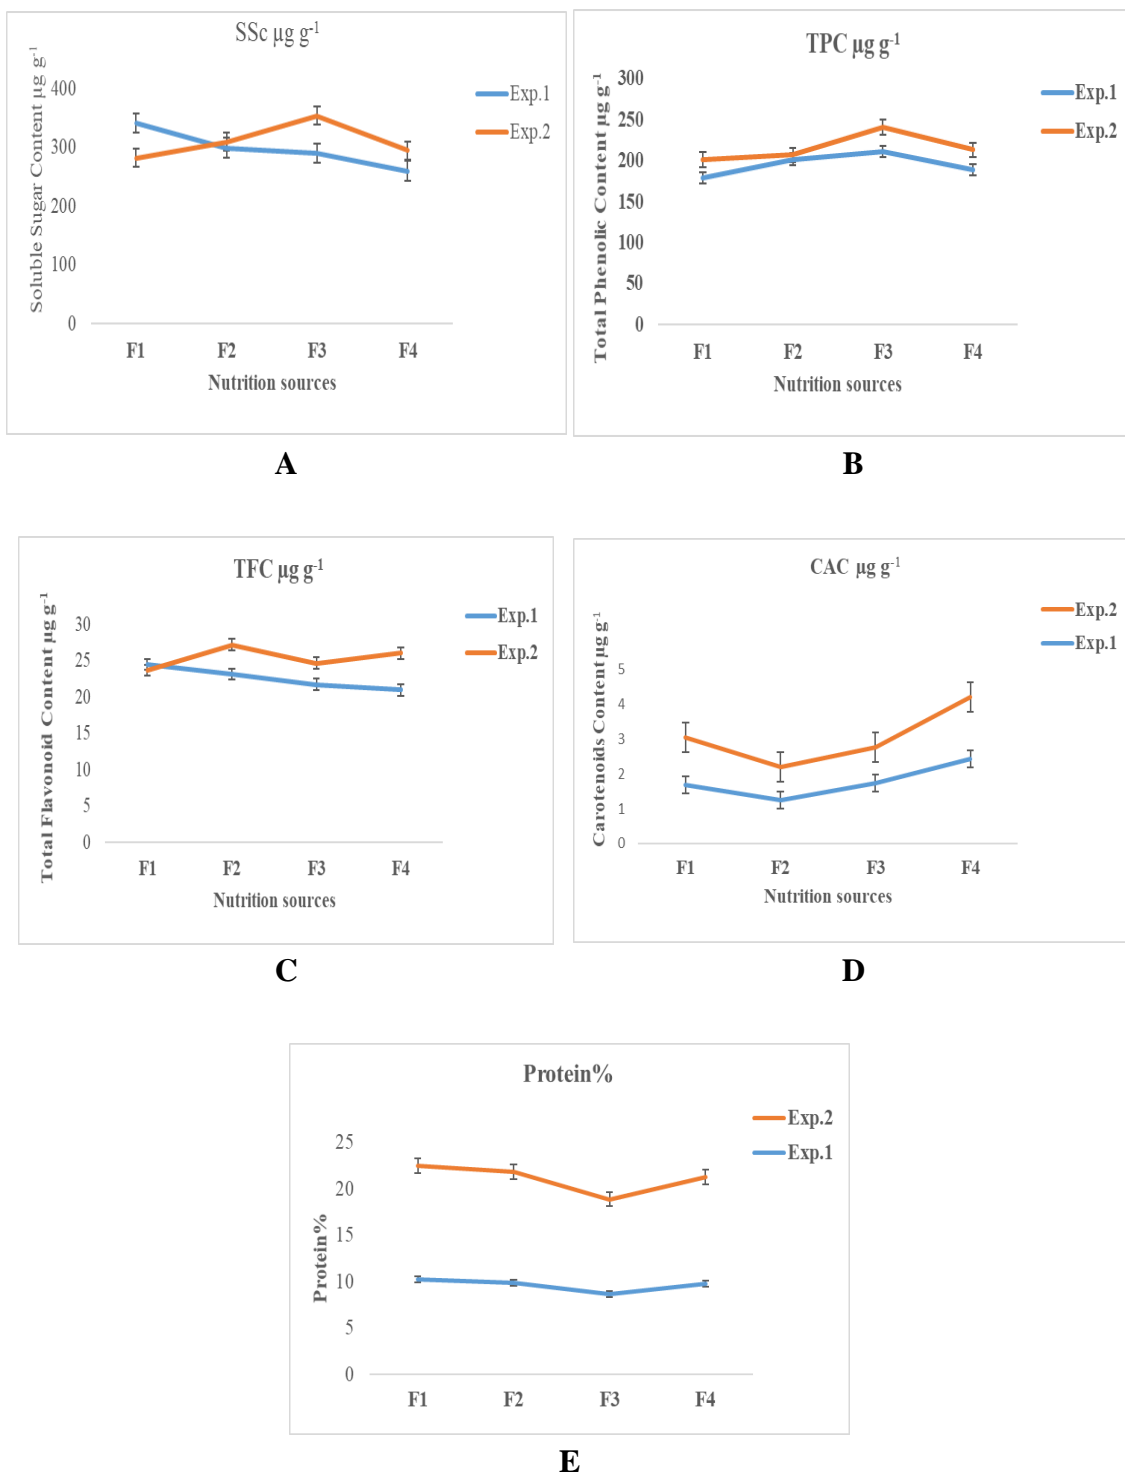 SSc µg g-1
Soluble Sugar Content µg g-1
400
300
200
100
0
F1 F2 F3 F4
Nutrition sources
Exp.1
Exp.2
A
TPC µg g-1
Total Phenolic Content µg g-1
300
250
200
150
100
50
0
F1 F2 F3 F4
Nutrition sources
Exp.1
Exp.2
B
TFC µg g-1
Total Flavonoid Content µg g-1
30
25
20
15
10
5
0
F1 F2 F3 F4
Nutrition sources
Exp.1
Exp.2
C
CAC µg g-1
Carotenoids Content µg g-1
5
4
3
2
1
0
F1 F2 F3 F4
Nutrition sources
Exp.2
Exp.1
D
Protein%
Protein%
25
20
15
10
5
0
F1 F2 F3 F4
Nutrition sources
Exp.2
Exp.1
E